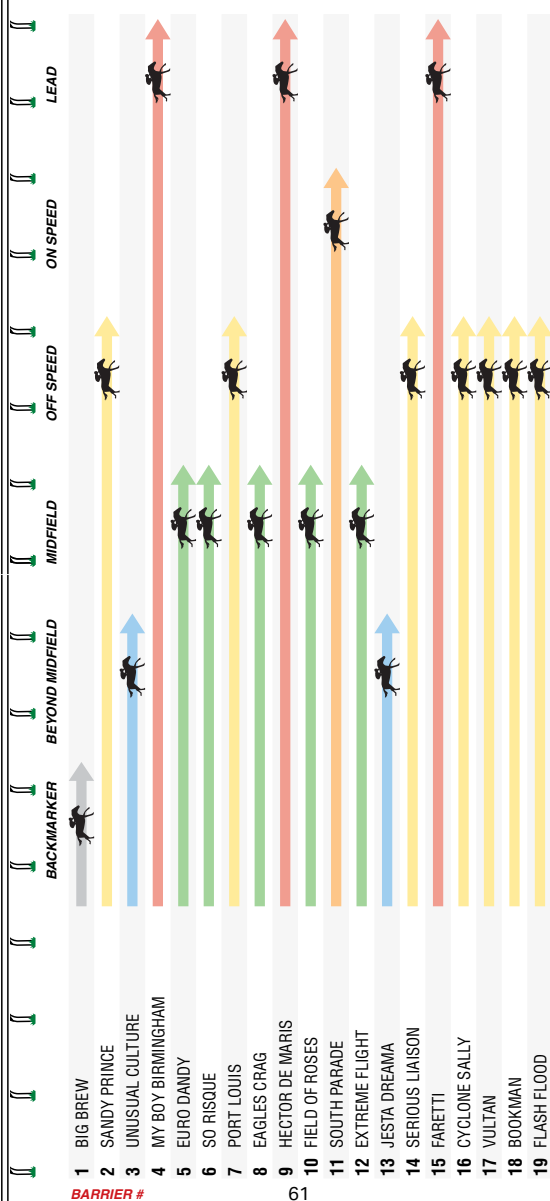 BACKMARKER BEYOND MIDFIELD MIDFIELD OFF SPEED ON SPEED LEAD
1 BIG BREW
2 SANDY PRINCE
3 UNUSUAL CULTURE
4 MY BOY BIRMINGHAM
5 EURO DANDY
6 SO RISQUE
7 PORT LOUIS
8 EAGLES CRAG
9 HECTOR DE MARIS
10 FIELD OF ROSES
11 SOUTH PARADE
12 EXTREME FLIGHT
13 JESTA DREAMA
14 SERIOUS LIAISON
15 FARETTI
16 CYCLONE SALLY
17 VULTAN
18 BOOKMAN
19 FLASH FLOOD
BARRIER #
61